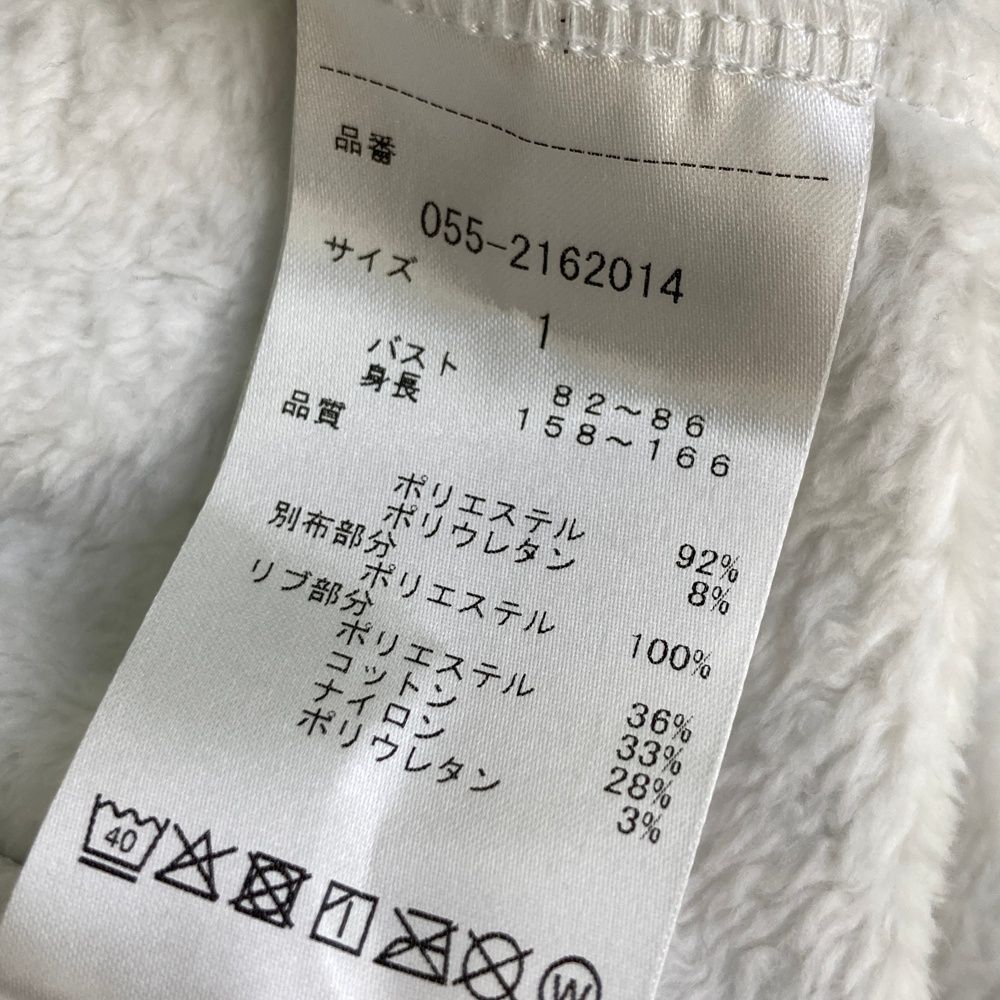 品番
055-2162014
サイズ
1
バスト 82～86
身長 158～166
品質
ポリエステル 92%
ポリウレタン 8%
別布部分
ポリエステル 100%
リブ部分
ポリエステル 36%
コットン 33%
ナイロン 28%
ポリウレタン 3%
40
W